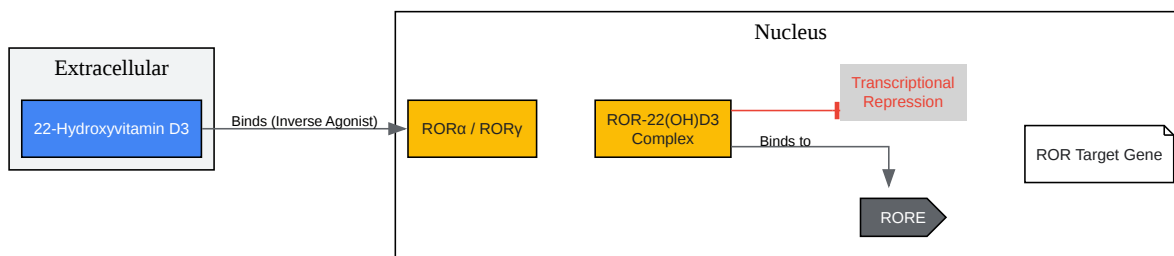 Nucleus
Extracellular
22-Hydroxyvitamin D3
Binds (Inverse Agonist)
RORα / RORγ
ROR-22(OH)D3
Complex
Transcriptional
Repression
Binds to
ROR Target Gene
RORE